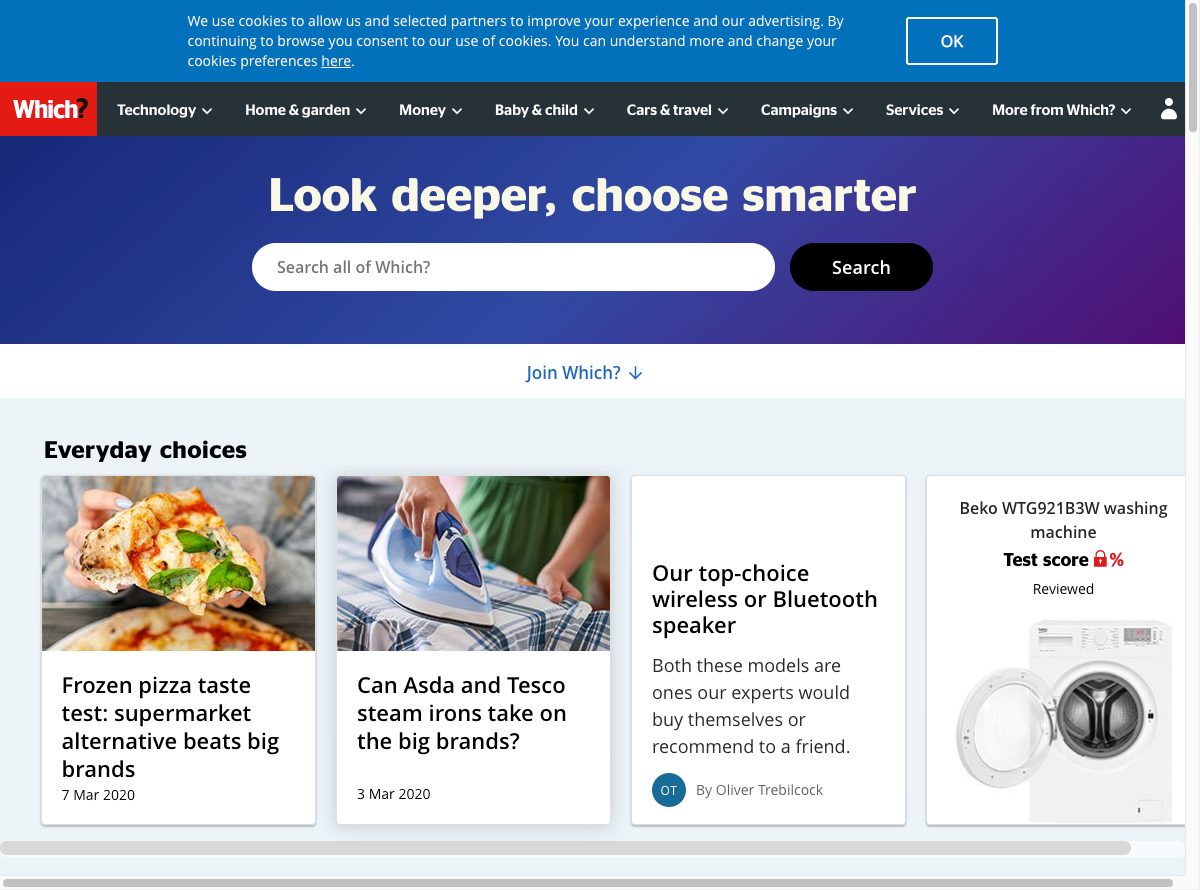 We use cookies to allow us and selected partners to improve your experience and our advertising. By
continuing to browse you consent to our use of cookies. You can understand more and change your
cookies preferences here.
OK
Which?
Technology
Home & garden
Money
Baby & child
Cars & travel
Campaigns
Services
More from Which?
Look deeper, choose smarter
Search all of Which?
Search
Join Which?
Everyday choices
Frozen pizza taste
test: supermarket
alternative beats big
brands
7 Mar 2020
Can Asda and Tesco
steam irons take on
the big brands?
3 Mar 2020
Our top-choice
wireless or Bluetooth
speaker
Both these models are
ones our experts would
buy themselves or
recommend to a friend.
OT
By Oliver Trebilcock
Beko WTG921B3W washing
machine
Test score %
Reviewed